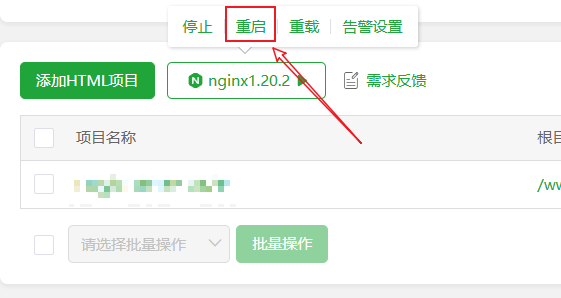 停止 重启 重载 告警设置
添加HTML项目 nginx1.20.2 需求反馈
项目名称 根目
/ww
请选择批量操作 批量操作